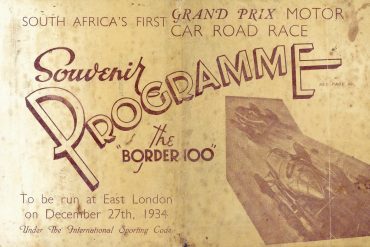 SOUTH AFRICA'S FIRST GRAND PRIX MOTOR
CAR ROAD RACE
Souvenir
PROGRAMME
The
"BORDER 100"
To be run at East London
on December 27th, 1934
Under The International Sporting Code